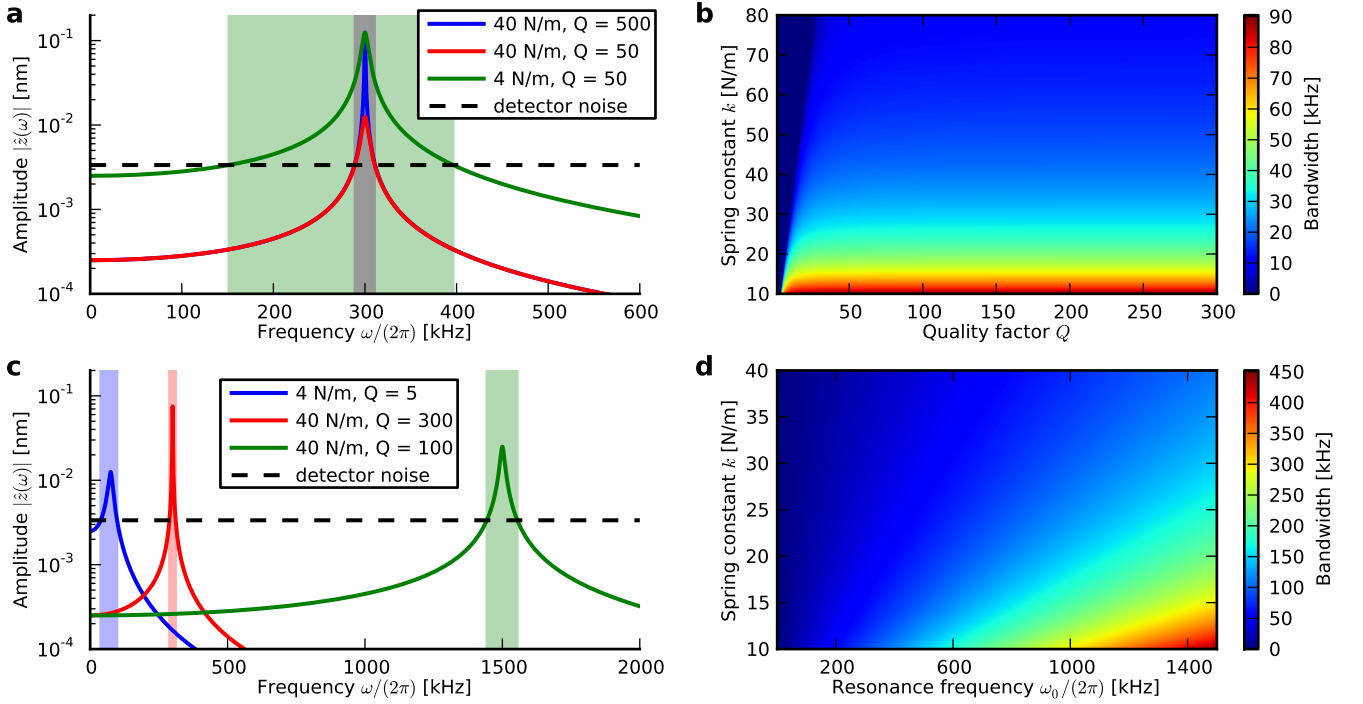 a
40 N/m, Q = 500
40 N/m, Q = 50
4 N/m, Q = 50
detector noise
Amplitude |ẑ(ω)| [nm]
10⁻¹
10⁻²
10⁻³
10⁻⁴
0 100 200 300 400 500 600
Frequency ω/(2π) [kHz]
b
Spring constant k [N/m]
80
70
60
50
40
30
20
10
50 100 150 200 250 300
Quality factor Q
90
80
70
60
50
40
30
20
10
0
Bandwidth [kHz]
c
4 N/m, Q = 5
40 N/m, Q = 300
40 N/m, Q = 100
detector noise
Amplitude |ẑ(ω)| [nm]
10⁻¹
10⁻²
10⁻³
10⁻⁴
0 500 1000 1500 2000
Frequency ω/(2π) [kHz]
d
Spring constant k [N/m]
40
35
30
25
20
15
10
200 600 1000 1400
Resonance frequency ω₀/(2π) [kHz]
450
400
350
300
250
200
150
100
50
0
Bandwidth [kHz]